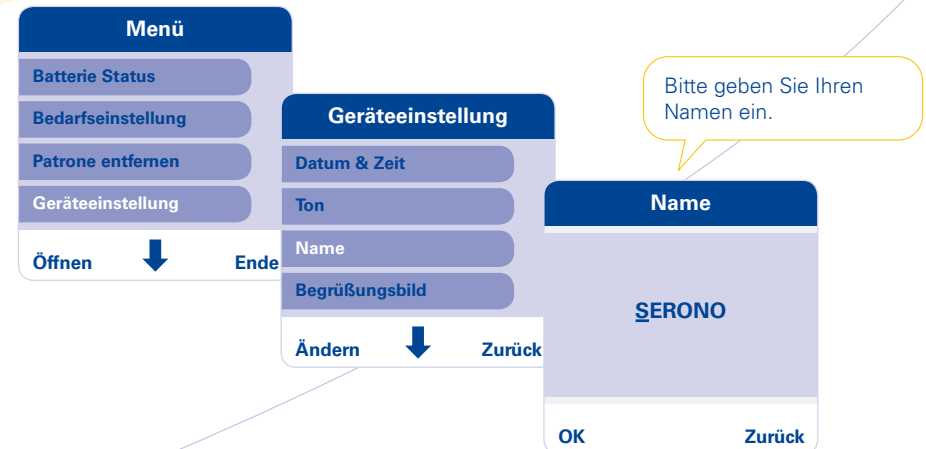 Menü
Batterie Status
Bedarfseinstellung
Patrone entfernen
Geräteeinstellung
Öffnen Ende
Geräteeinstellung
Datum & Zeit
Ton
Name
Begrüßungsbild
Ändern Zurück
Bitte geben Sie Ihren
Namen ein.
Name
SERONO
OK Zurück